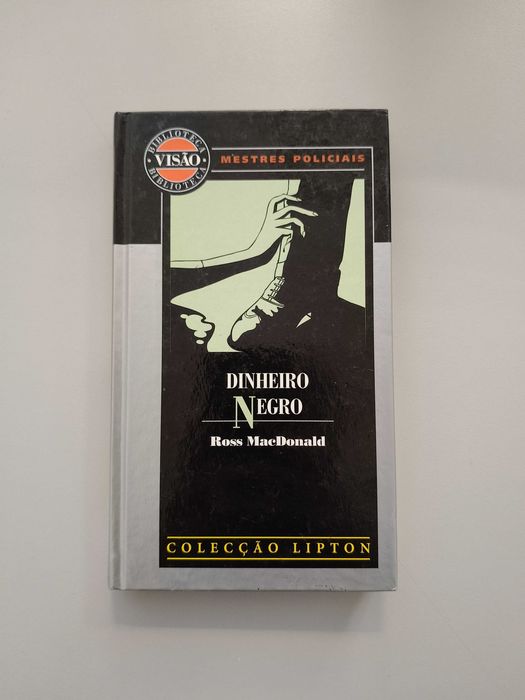 BIBLIOTECA
VISÃO
BIBLIOTECA
MESTRES POLICIAIS
DINHEIRO
NEGRO
Ross MacDonald
COLECÇÃO LIPTON